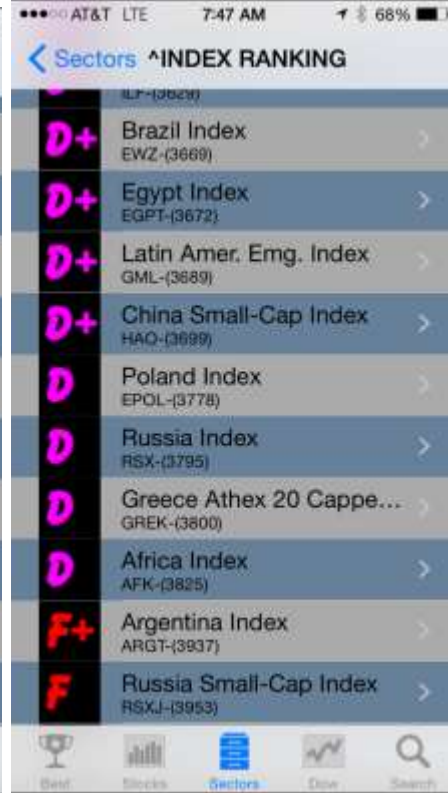 AT&T LTE 7:47 AM 68%
Sectors ^INDEX RANKING
ILF-(3629)
D+ Brazil Index
EWZ-(3669)
D+ Egypt Index
EGPT-(3672)
D+ Latin Amer. Emg. Index
GML-(3689)
D+ China Small-Cap Index
HAO-(3699)
D Poland Index
EPOL-(3778)
D Russia Index
RSX-(3795)
D Greece Athex 20 Cappe...
GREK-(3800)
D Africa Index
AFK-(3825)
F+ Argentina Index
ARGT-(3937)
F Russia Small-Cap Index
RSXJ-(3953)
Best Stocks Sectors Dow Search